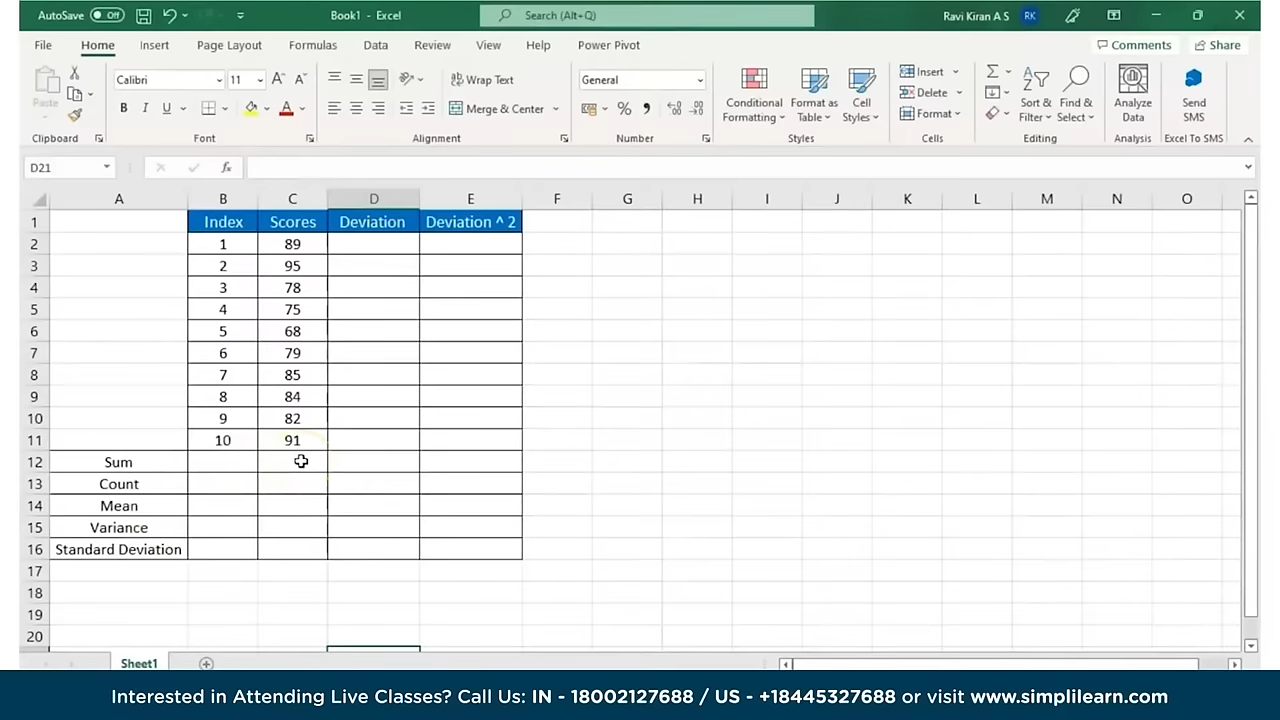 AutoSave Off Book1 - Excel Search (Alt+Q) Ravi Kiran A S RK
File Home Insert Page Layout Formulas Data Review View Help Power Pivot Comments Share
Paste Calibri 11 A A Wrap Text General Conditional Formatting Format as Table Cell Styles Insert Delete Format Sort & Filter Find & Select Analyze Data Send SMS
B I U A Merge & Center % ,
Clipboard Font Alignment Number Styles Cells Editing Analysis Excel To SMS
D21 fx
A B C D E F G H I J K L M N O
1 Index Scores Deviation Deviation ^ 2
2 1 89
3 2 95
4 3 78
5 4 75
6 5 68
7 6 79
8 7 85
9 8 84
10 9 82
11 10 91
12 Sum
13 Count
14 Mean
15 Variance
16 Standard Deviation
17
18
19
20
Sheet1
Interested in Attending Live Classes? Call Us: IN - 18002127688 / US - +18445327688 or visit www.simplilearn.com